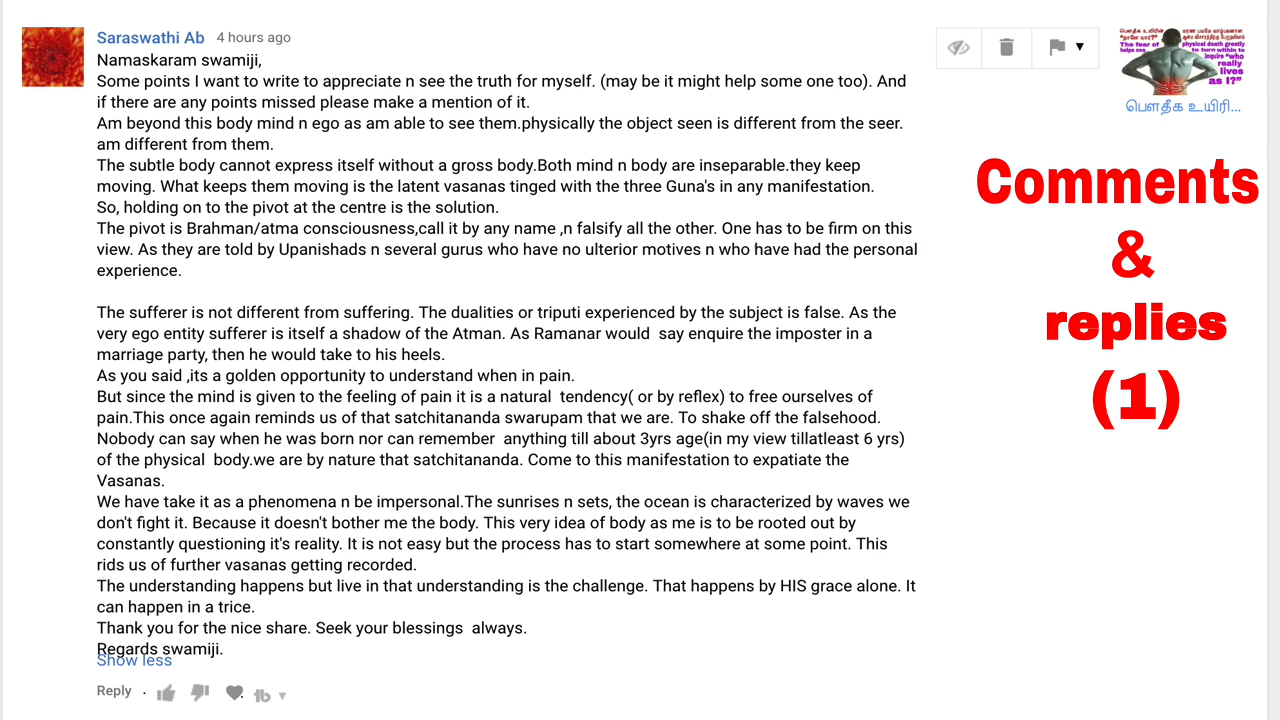 Saraswathi Ab 4 hours ago
Namaskaram swamiji,
Some points I want to write to appreciate n see the truth for myself. (may be it might help some one too). And
if there are any points missed please make a mention of it.
Am beyond this body mind n ego as am able to see them.physically the object seen is different from the seer.
am different from them.
The subtle body cannot express itself without a gross body.Both mind n body are inseparable.they keep
moving. What keeps them moving is the latent vasanas tinged with the three Guna's in any manifestation.
So, holding on to the pivot at the centre is the solution.
The pivot is Brahman/atma consciousness,call it by any name ,n falsify all the other. One has to be firm on this
view. As they are told by Upanishads n several gurus who have no ulterior motives n who have had the personal
experience.
The sufferer is not different from suffering. The dualities or triputi experienced by the subject is false. As the
very ego entity sufferer is itself a shadow of the Atman. As Ramanar would say enquire the imposter in a
marriage party, then he would take to his heels.
As you said ,its a golden opportunity to understand when in pain.
But since the mind is given to the feeling of pain it is a natural tendency( or by reflex) to free ourselves of
pain.This once again reminds us of that satchitananda swarupam that we are. To shake off the falsehood.
Nobody can say when he was born nor can remember anything till about 3yrs age(in my view tillatleast 6 yrs)
of the physical body.we are by nature that satchitananda. Come to this manifestation to expatiate the
Vasanas.
We have take it as a phenomena n be impersonal.The sunrises n sets, the ocean is characterized by waves we
don't fight it. Because it doesn't bother me the body. This very idea of body as me is to be rooted out by
constantly questioning it's reality. It is not easy but the process has to start somewhere at some point. This
rids us of further vasanas getting recorded.
The understanding happens but live in that understanding is the challenge. That happens by HIS grace alone. It
can happen in a trice.
Thank you for the nice share. Seek your blessings always.
Regards swamiji.
Show less
Reply
The fear of
helps one
physical death greatly
to turn within to
inquire "who
really
lives
as I?"
பௌதீக உயிரி...
Comments
&
replies
(1)